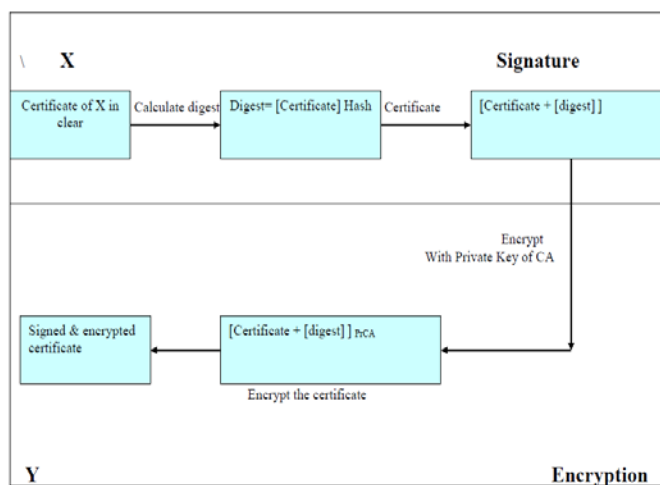 \ X Signature
Certificate of X in
clear
Calculate digest
Digest= [Certificate] Hash
Certificate
[Certificate + [digest] ]
Encrypt
With Private Key of CA
Signed & encrypted
certificate
[Certificate + [digest] ] PrCA
Encrypt the certificate
Y Encryption